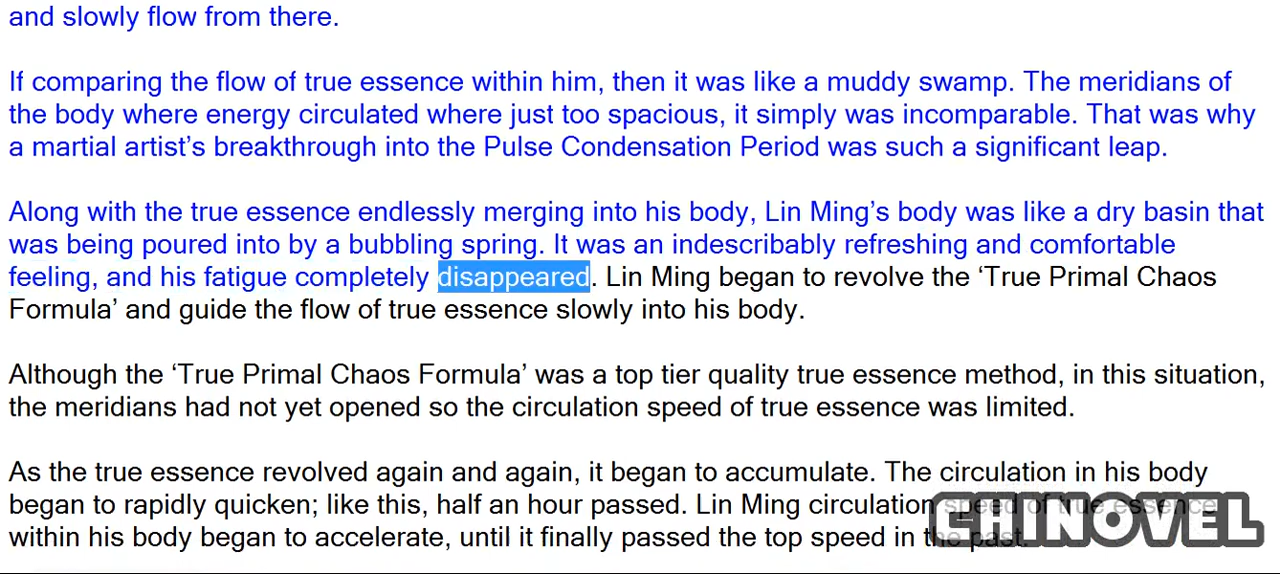 and slowly flow from there.
If comparing the flow of true essence within him, then it was like a muddy swamp. The meridians of
the body where energy circulated where just too spacious, it simply was incomparable. That was why
a martial artist’s breakthrough into the Pulse Condensation Period was such a significant leap.
Along with the true essence endlessly merging into his body, Lin Ming’s body was like a dry basin that
was being poured into by a bubbling spring. It was an indescribably refreshing and comfortable
feeling, and his fatigue completely disappeared. Lin Ming began to revolve the ‘True Primal Chaos
Formula’ and guide the flow of true essence slowly into his body.
Although the ‘True Primal Chaos Formula’ was a top tier quality true essence method, in this situation,
the meridians had not yet opened so the circulation speed of true essence was limited.
As the true essence revolved again and again, it began to accumulate. The circulation in his body
began to rapidly quicken; like this, half an hour passed. Lin Ming circulation speed of true essence
within his body began to accelerate, until it finally passed the top speed in the past.
CHINOVEL